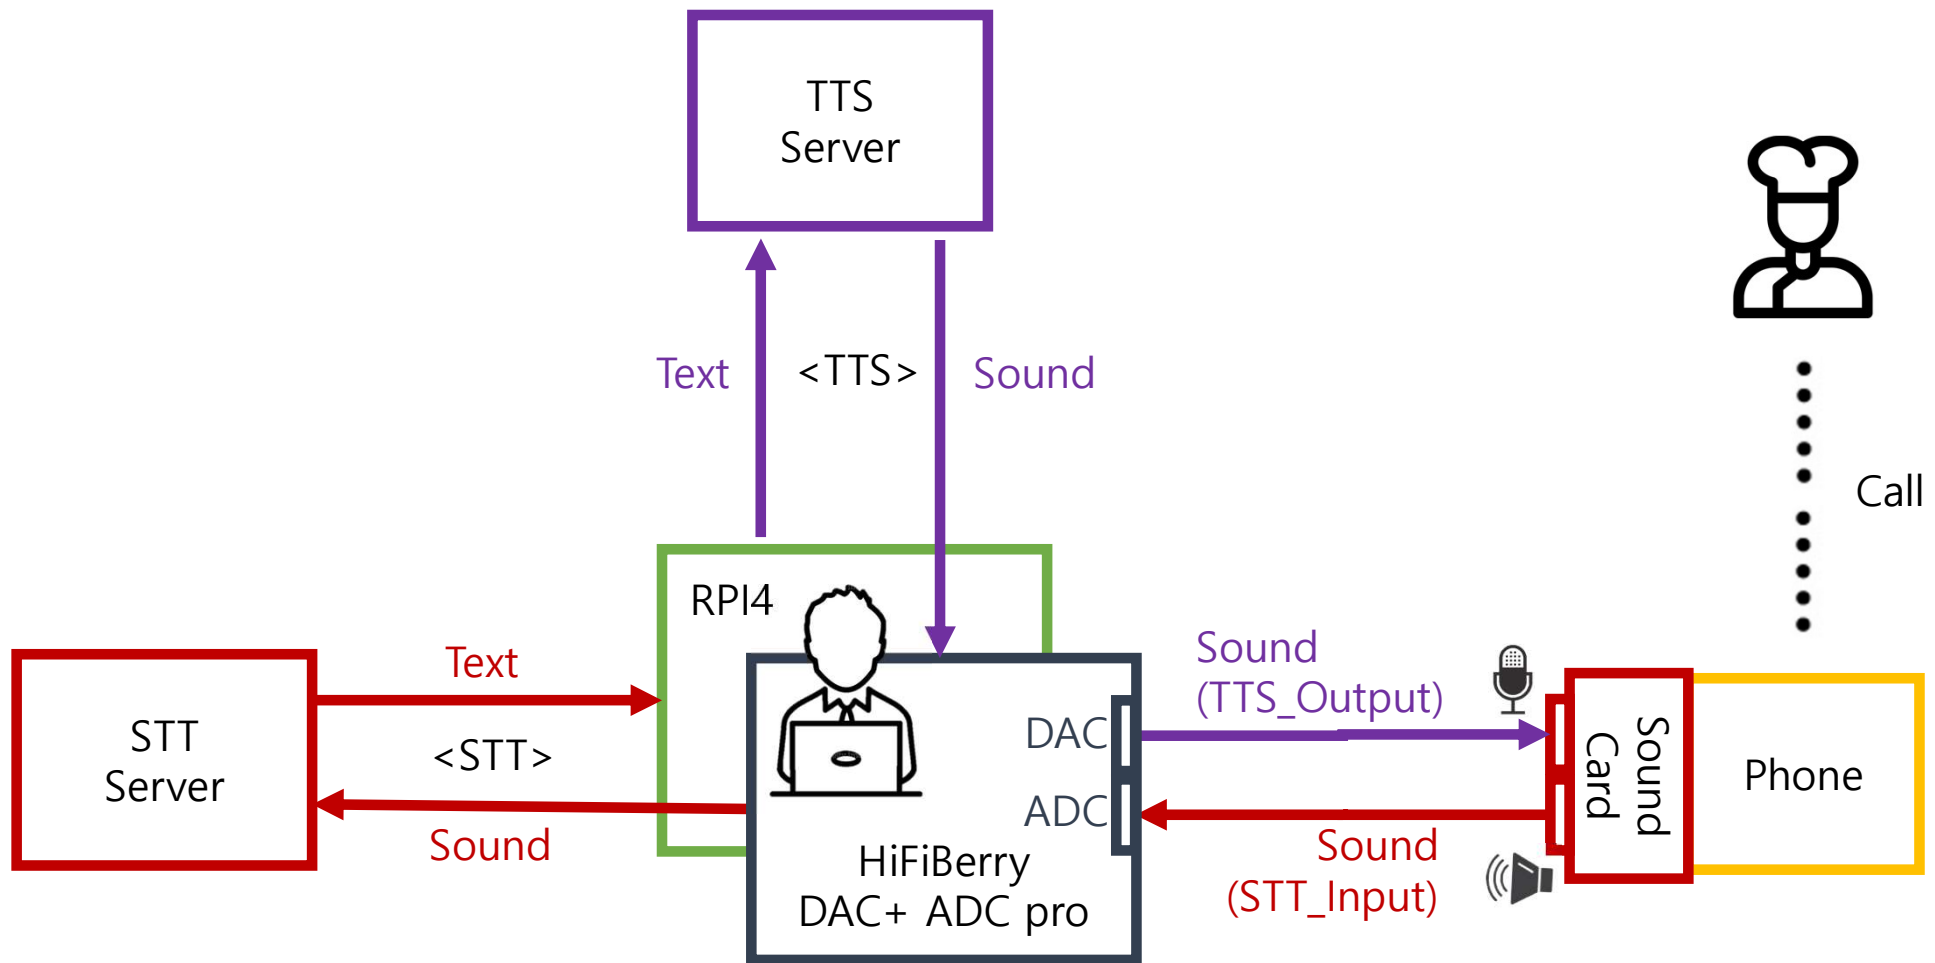 TTS
Server
Text
<TTS>
Sound
Call
RPI4
Text
Sound
(TTS_Output)
STT
Server
<STT>
DAC
Sound
Card
Phone
ADC
Sound
HiFiBerry
DAC+ ADC pro
Sound
(STT_Input)